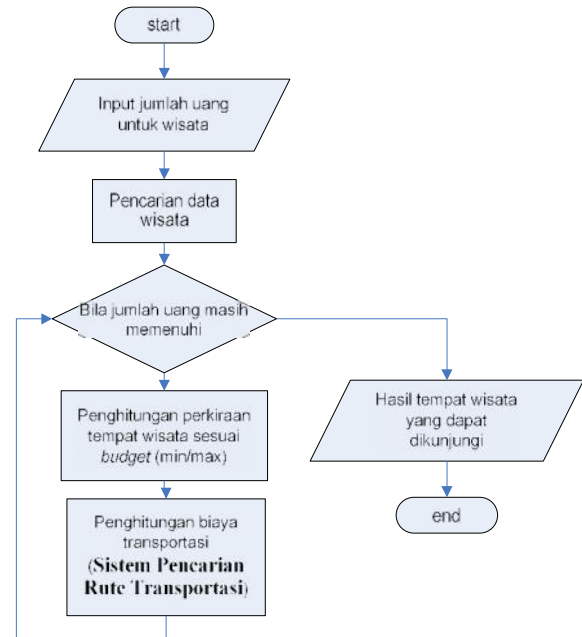 start
Input jumlah uang
untuk wisata
Pencarian data
wisata
Bila jumlah uang masih
memenuhi
Penghitungan perkiraan
tempat wisata sesuai
budget (min/max)
Penghitungan biaya
transportasi
(Sistem Pencarian
Rute Transportasi)
Hasil tempat wisata
yang dapat
dikunjungi
end